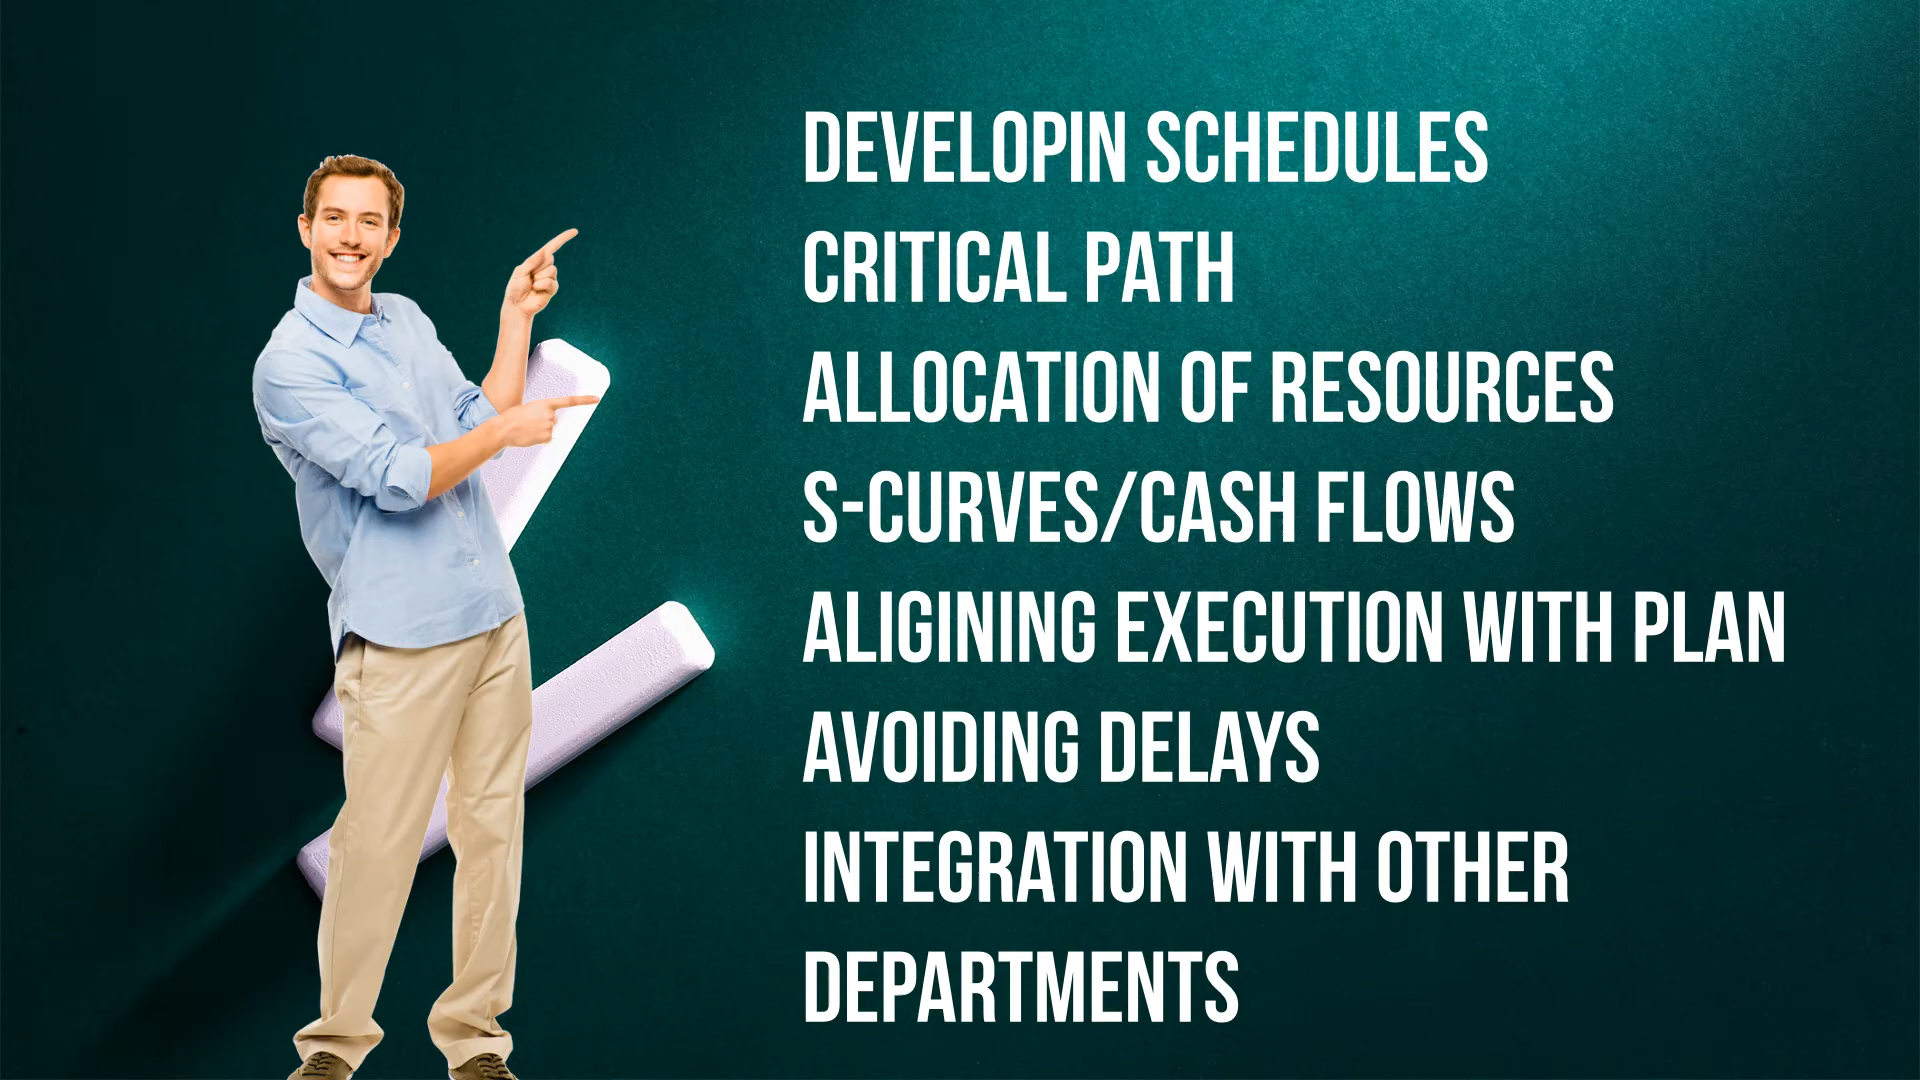 DEVELOPIN SCHEDULES
CRITICAL PATH
ALLOCATION OF RESOURCES
S-CURVES/CASH FLOWS
ALIGINING EXECUTION WITH PLAN
AVOIDING DELAYS
INTEGRATION WITH OTHER
DEPARTMENTS